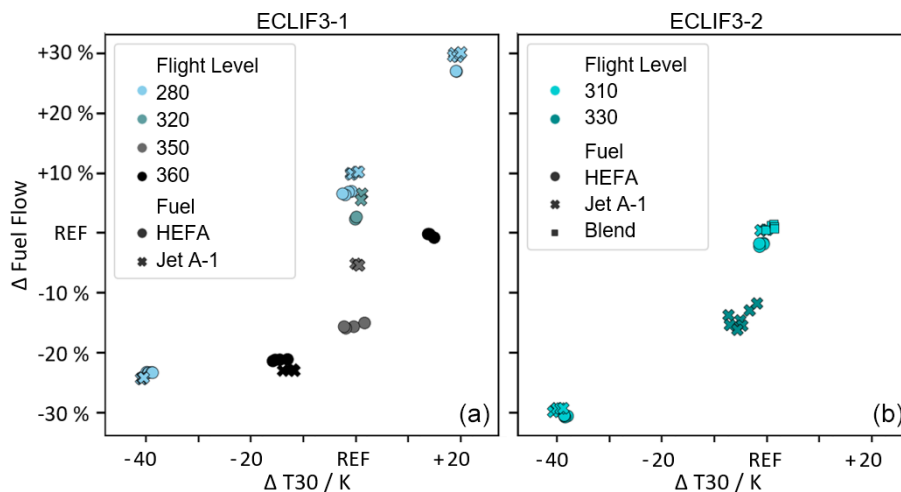 ECLIF3-1
ECLIF3-2
Δ Fuel Flow
+30 %
+20 %
+10 %
REF
-10 %
-20 %
-30 %
Flight Level
280
320
350
360
Fuel
HEFA
Jet A-1
(a)
-40
-20
REF
+20
Δ T30 / K
Flight Level
310
330
Fuel
HEFA
Jet A-1
Blend
(b)
-40
-20
REF
+20
Δ T30 / K